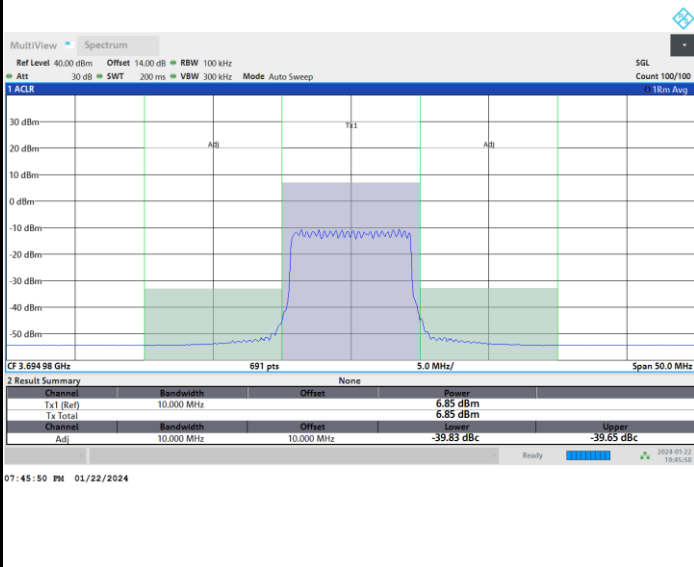 MultiView Spectrum
Ref Level 40.00 dBm Offset 14.00 dB RBW 100 kHz SGL
Att 30 dB SWT 200 ms VBW 300 kHz Mode Auto Sweep Count 100/100
1 ACLR 1Rm Avg
30 dBm
Tx1
20 dBm
Adj Adj
10 dBm
0 dBm
-10 dBm
-20 dBm
-30 dBm
-40 dBm
-50 dBm
CF 3.694 98 GHz 691 pts 5.0 MHz/ Span 50.0 MHz
2 Result Summary None
Channel Bandwidth Offset Power
Tx1 (Ref) 10.000 MHz 6.85 dBm
Tx Total 6.85 dBm
Channel Bandwidth Offset Lower Upper
Adj 10.000 MHz 10.000 MHz -39.83 dBc -39.65 dBc
Ready 2024-01-22
19:45:50
07:45:50 PM 01/22/2024